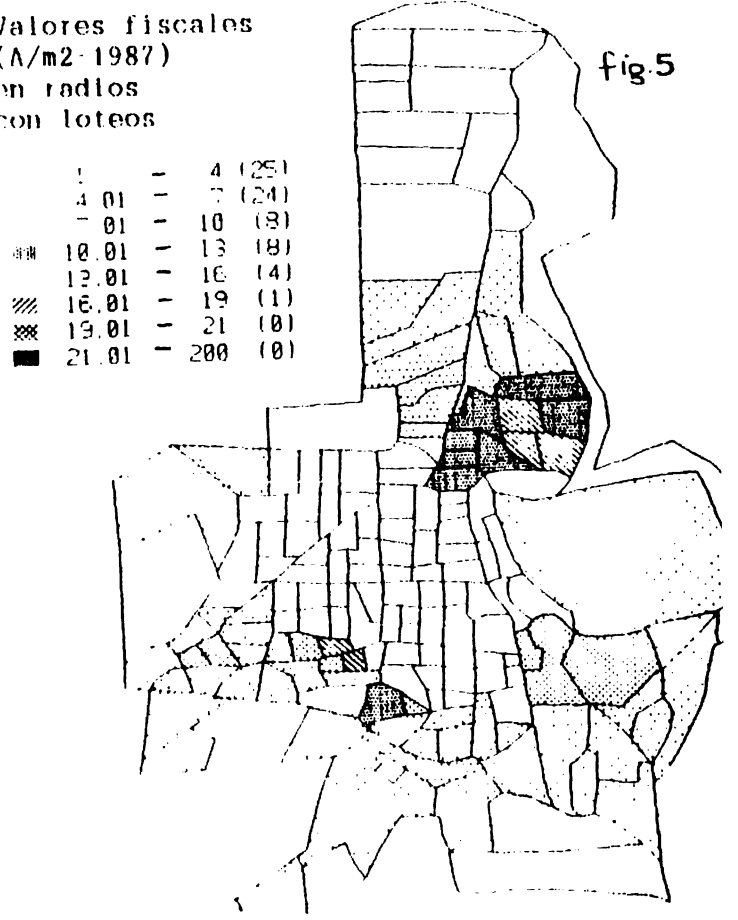 Valores fiscales
(A/m2-1987)
en radios
con loteos
fig.5
1 - 4 (25)
4.01 - 7 (24)
7.01 - 10 (8)
10.01 - 13 (8)
13.01 - 16 (4)
16.01 - 19 (1)
19.01 - 21 (0)
21.01 - 200 (0)